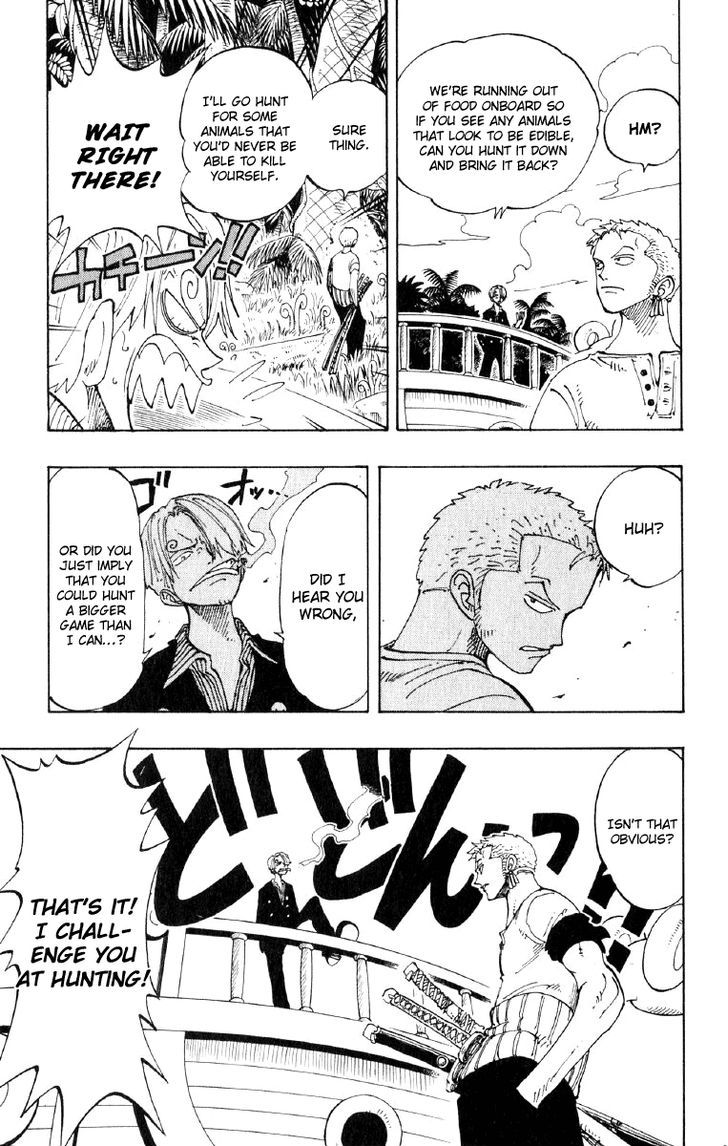 HM?
WE'RE RUNNING OUT
OF FOOD ONBOARD SO
IF YOU SEE ANY ANIMALS
THAT LOOK TO BE EDIBLE,
CAN YOU HUNT IT DOWN
AND BRING IT BACK?
SURE
THING.
I'LL GO HUNT
FOR SOME
ANIMALS THAT
YOU'D NEVER BE
ABLE TO KILL
YOURSELF.
WAIT
RIGHT
THERE!
カチーン!!
HUH?
DID I
HEAR YOU
WRONG,
OR DID YOU
JUST IMPLY
THAT YOU
COULD HUNT
A BIGGER
GAME THAN
I CAN...?
ゴ
オッ…
ISN'T THAT
OBVIOUS?
THAT'S IT!
I CHALL-
ENGE YOU
AT HUNTING!